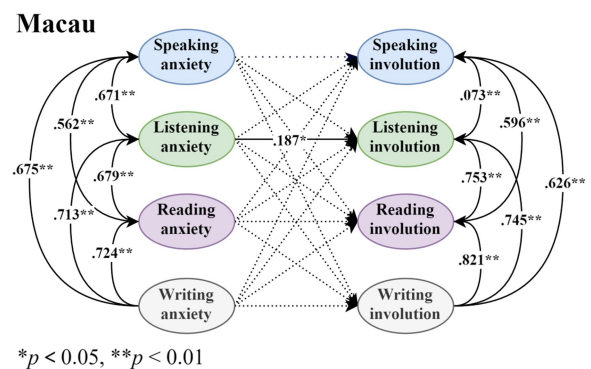 Macau
Speaking
anxiety
Speaking
involution
.671**
.073**
.562**
.596**
Listening
anxiety
.187*
Listening
involution
.675**
.626**
.679**
.753**
.713**
.745**
Reading
anxiety
Reading
involution
.724**
.821**
Writing
anxiety
Writing
involution
*p < 0.05, **p < 0.01